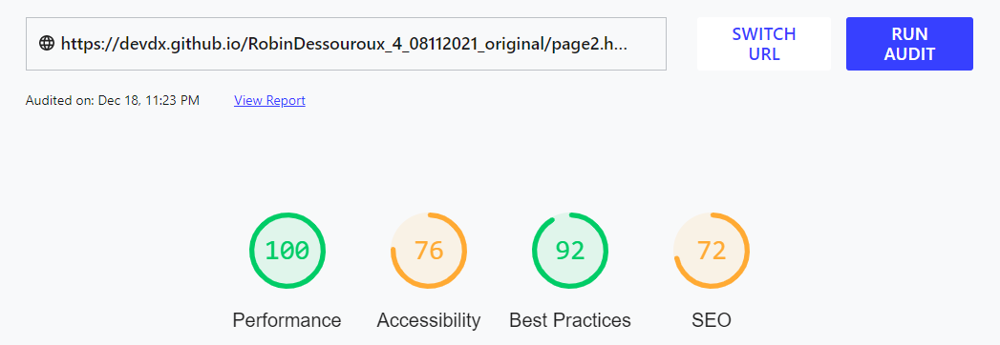 https://devdx.github.io/RobinDessouroux_4_08112021_original/page2.h...
SWITCH
URL
RUN
AUDIT
Audited on: Dec 18, 11:23 PM
View Report
100
76
92
72
Performance
Accessibility
Best Practices
SEO